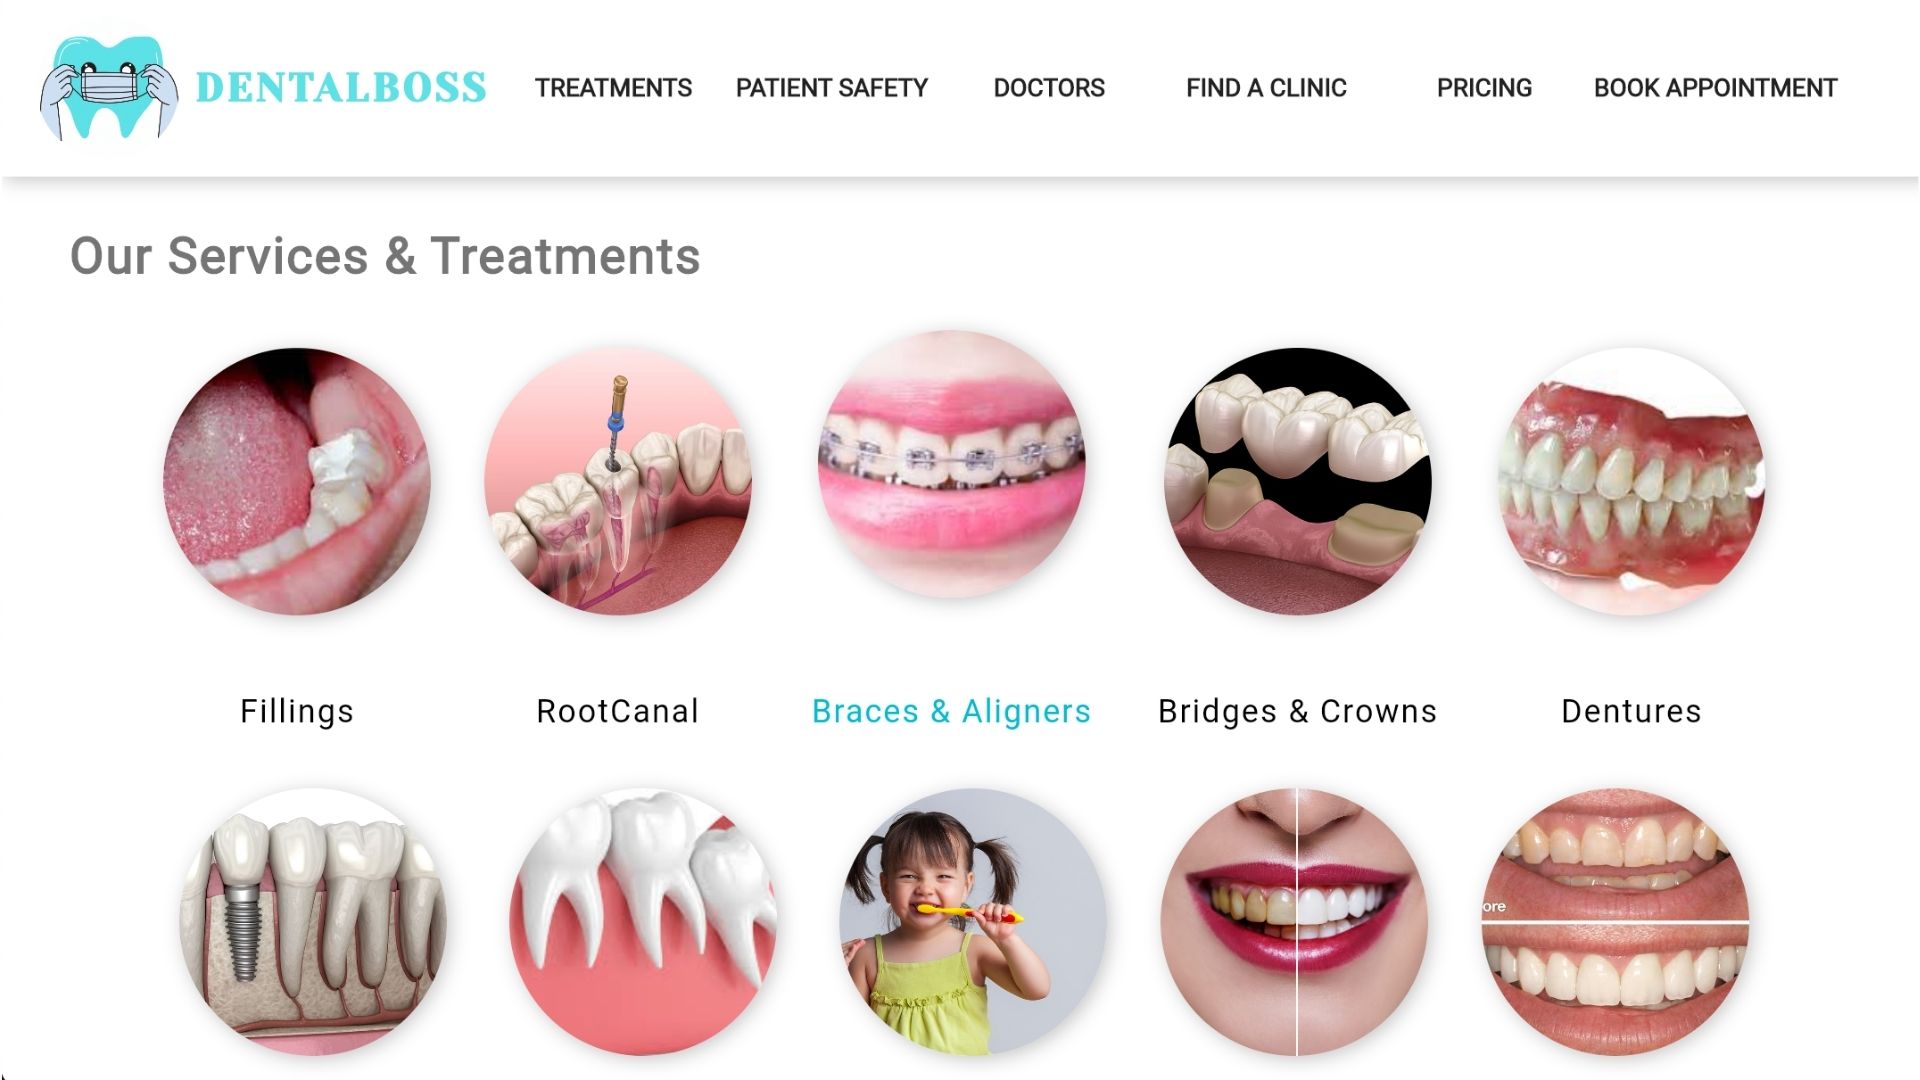 DENTALBOSS
TREATMENTS
PATIENT SAFETY
DOCTORS
FIND A CLINIC
PRICING
BOOK APPOINTMENT
Our Services & Treatments
Fillings
RootCanal
Braces & Aligners
Bridges & Crowns
Dentures
ore